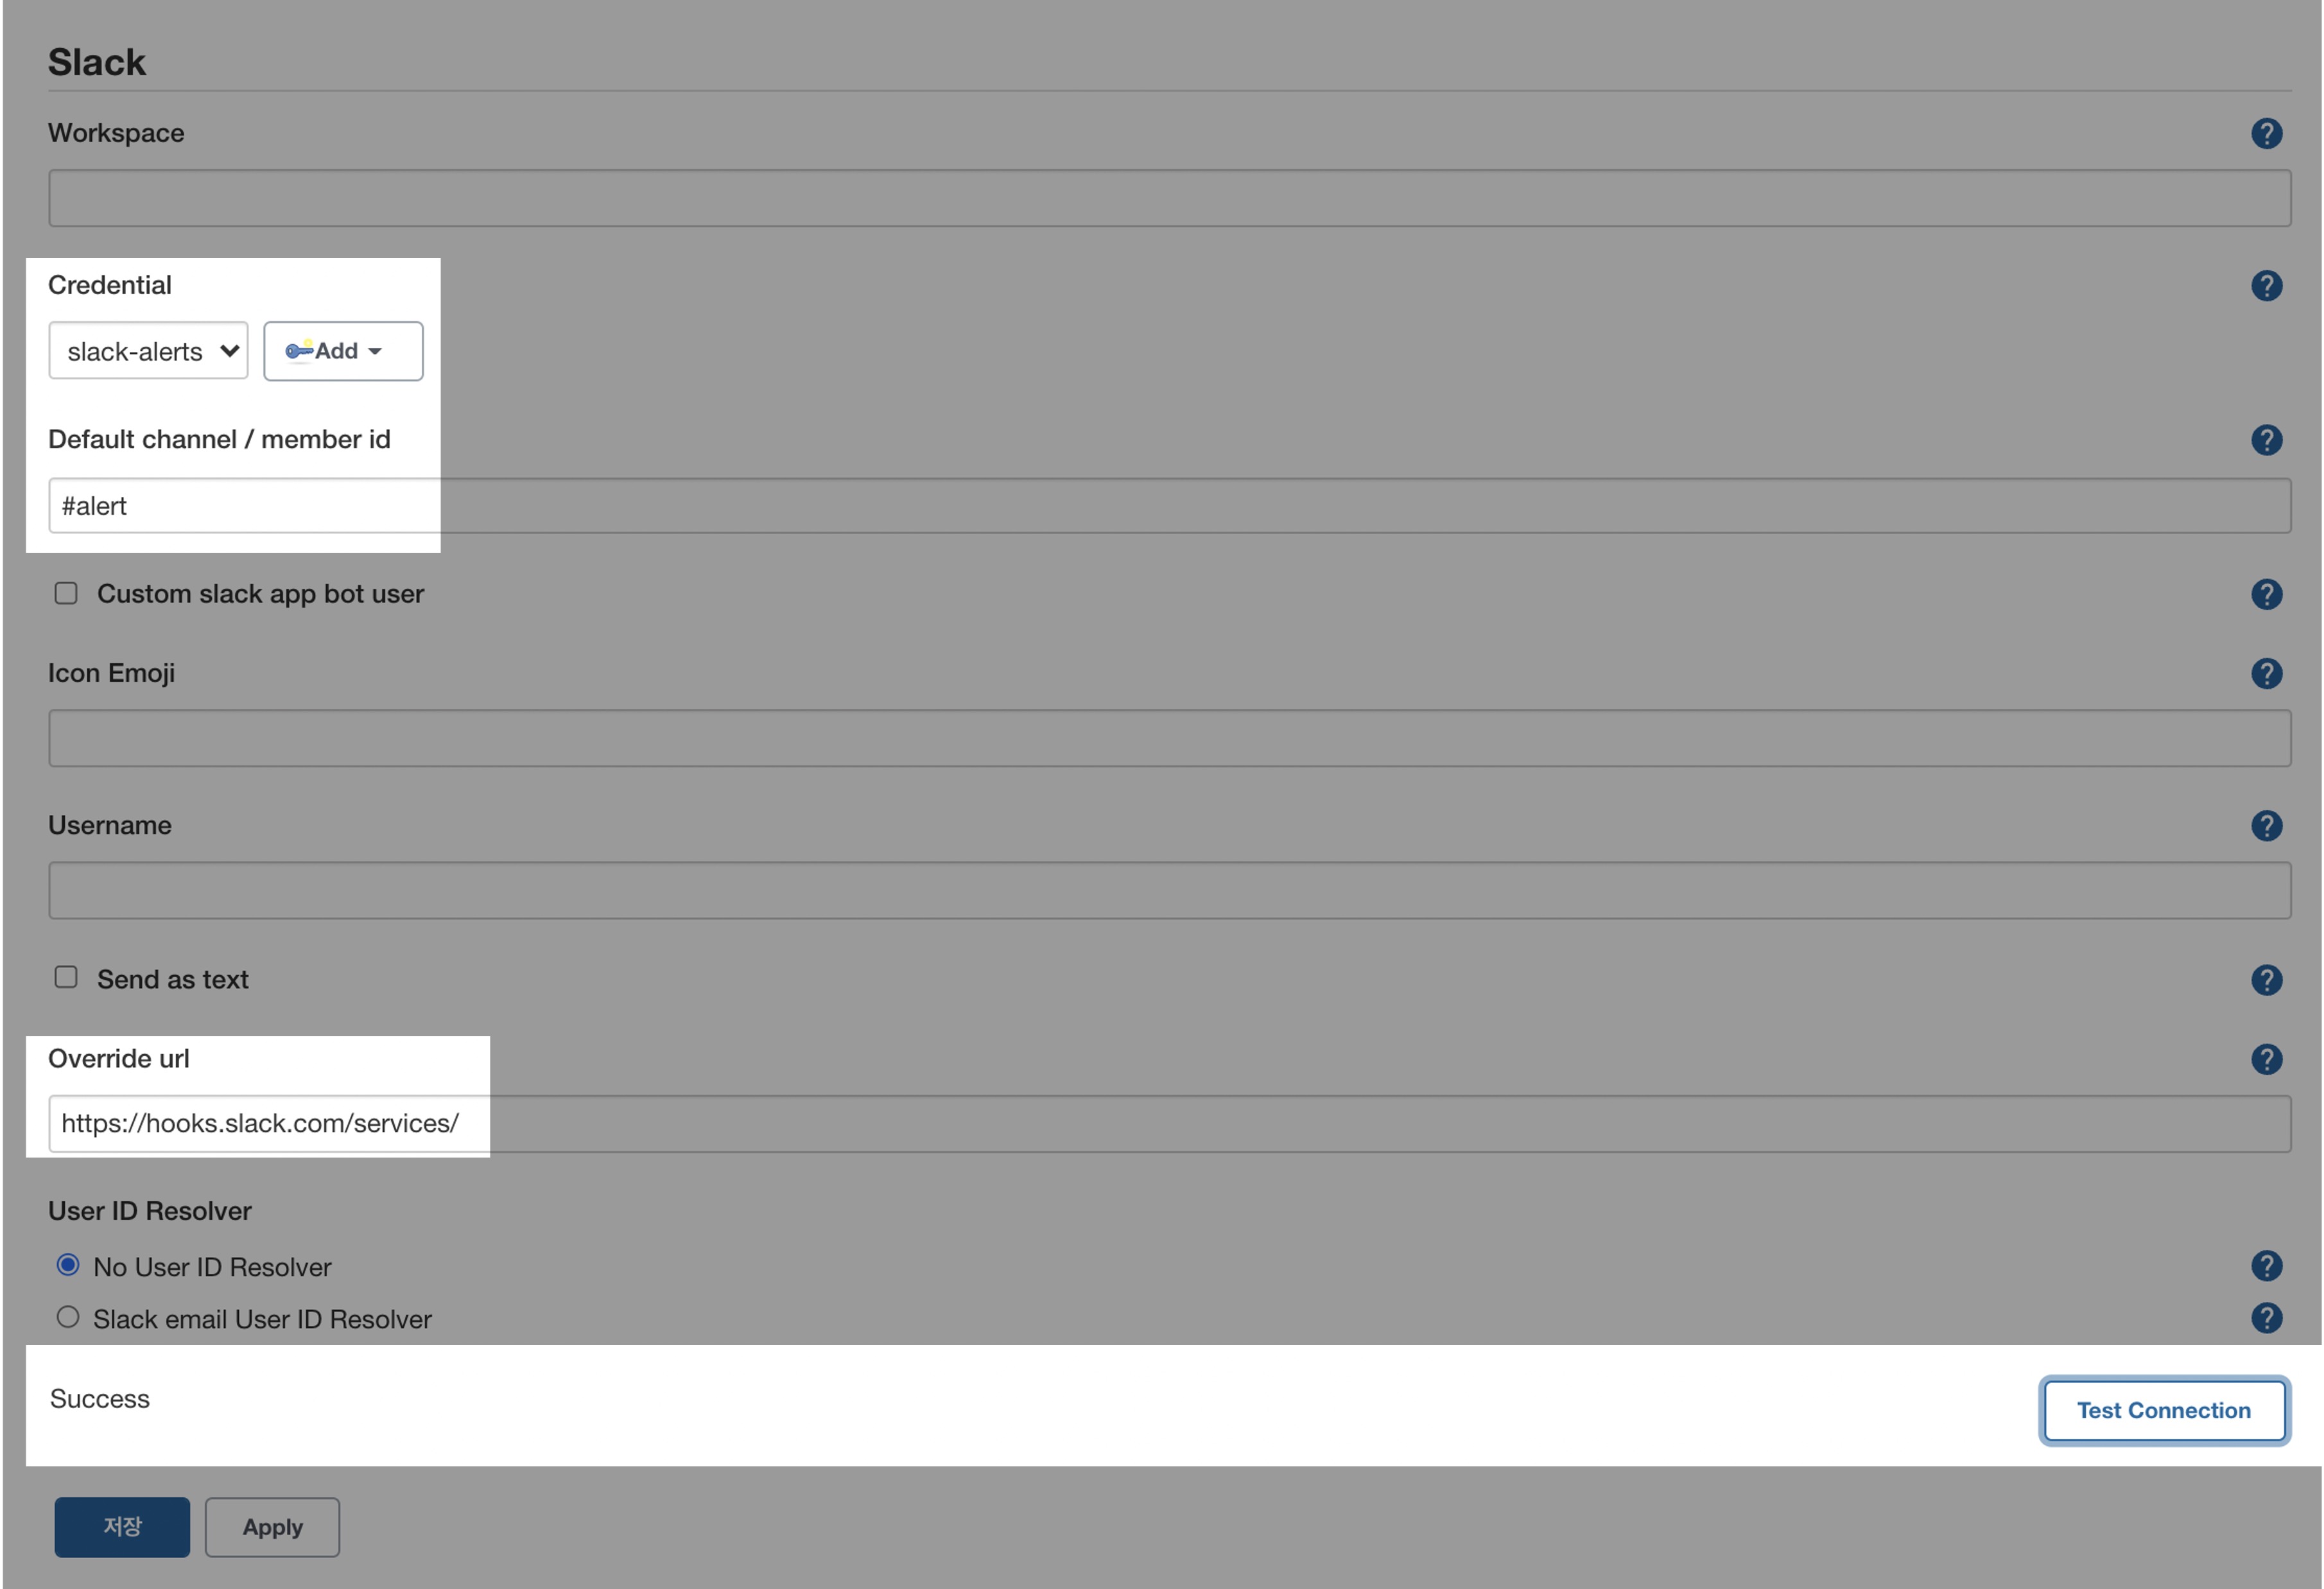 Slack
Workspace
?
Credential
?
slack-alerts
Add
Default channel / member id
?
#alert
Custom slack app bot user
?
Icon Emoji
?
Username
?
Send as text
?
Override url
?
https://hooks.slack.com/services/
User ID Resolver
No User ID Resolver
?
Slack email User ID Resolver
?
Success
Test Connection
저장
Apply